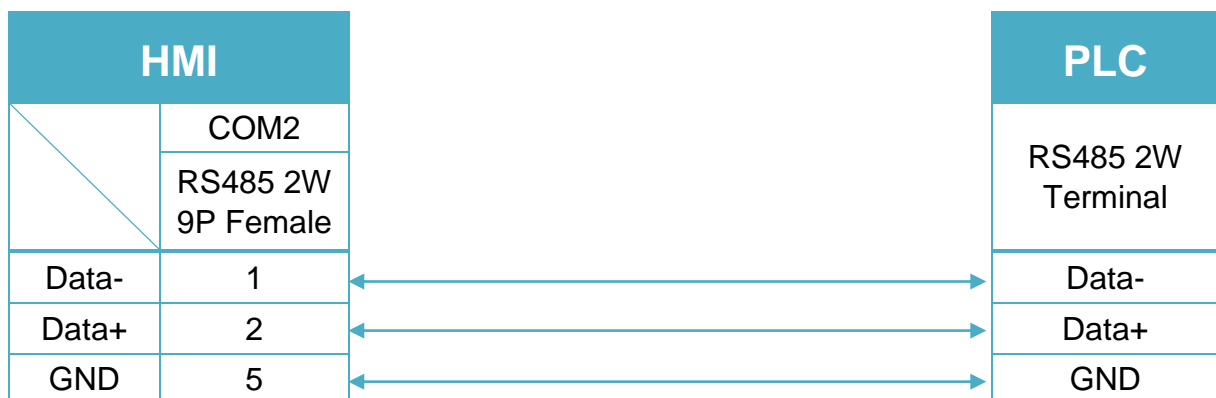 HMI
PLC
COM2
RS485 2W
9P Female
RS485 2W
Terminal
Data- 1 Data-
Data+ 2 Data+
GND 5 GND